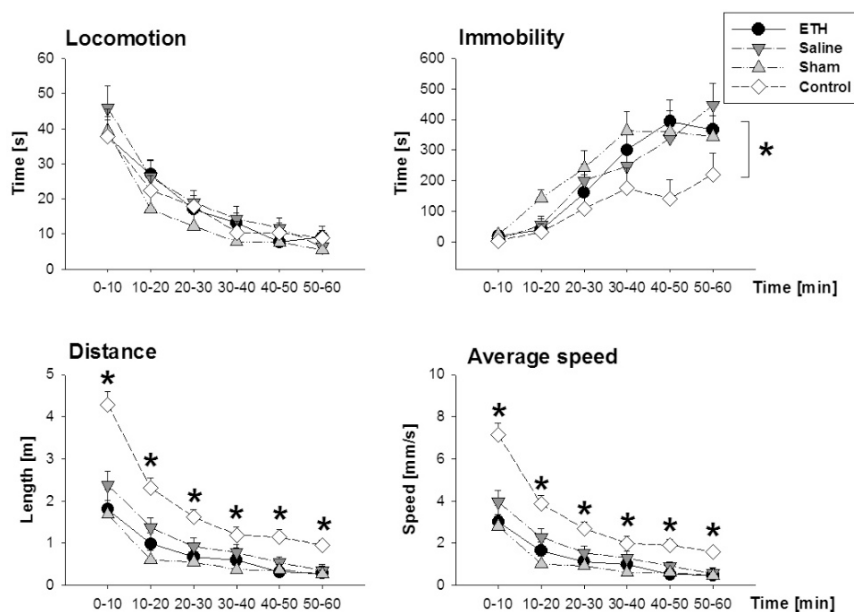 Locomotion
Time [s]
60
50
40
30
20
10
0
0-10 10-20 20-30 30-40 40-50 50-60
Immobility
Time [s]
600
500
400
300
200
100
0
0-10 10-20 20-30 30-40 40-50 50-60 Time [min]
ETH
Saline
Sham
Control
*
Distance
Length [m]
5
4
3
2
1
0
* * * * * *
0-10 10-20 20-30 30-40 40-50 50-60
Average speed
Speed [mm/s]
10
8
6
4
2
0
* * * * * *
0-10 10-20 20-30 30-40 40-50 50-60 Time [min]